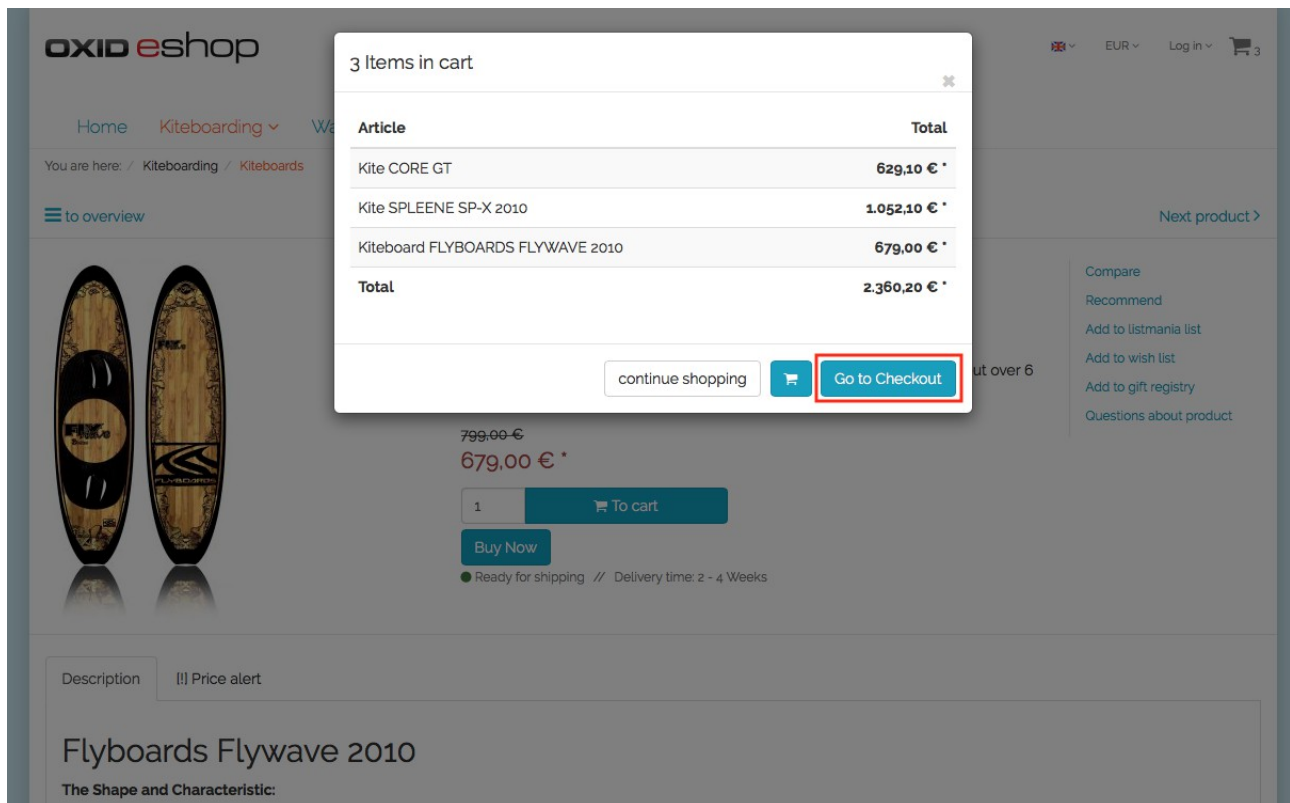 OXID eshop
EUR
Log in
3
3 Items in cart
Home Kiteboarding Wa
Article Total
You are here: / Kiteboarding / Kiteboards
Kite CORE GT 629,10 € *
to overview
Kite SPLEENE SP-X 2010 1.052,10 € *
Next product
Kiteboard FLYBOARDS FLYWAVE 2010 679,00 € *
Total 2.360,20 € *
Compare
Recommend
Add to listmania list
Add to wish list
Add to gift registry
Questions about product
continue shopping Go to Checkout
ut over 6
799,00 €
679,00 € *
1 To cart
Buy Now
Ready for shipping // Delivery time: 2 - 4 Weeks
FLYBOARDS
Description [!] Price alert
Flyboards Flywave 2010
The Shape and Characteristic: